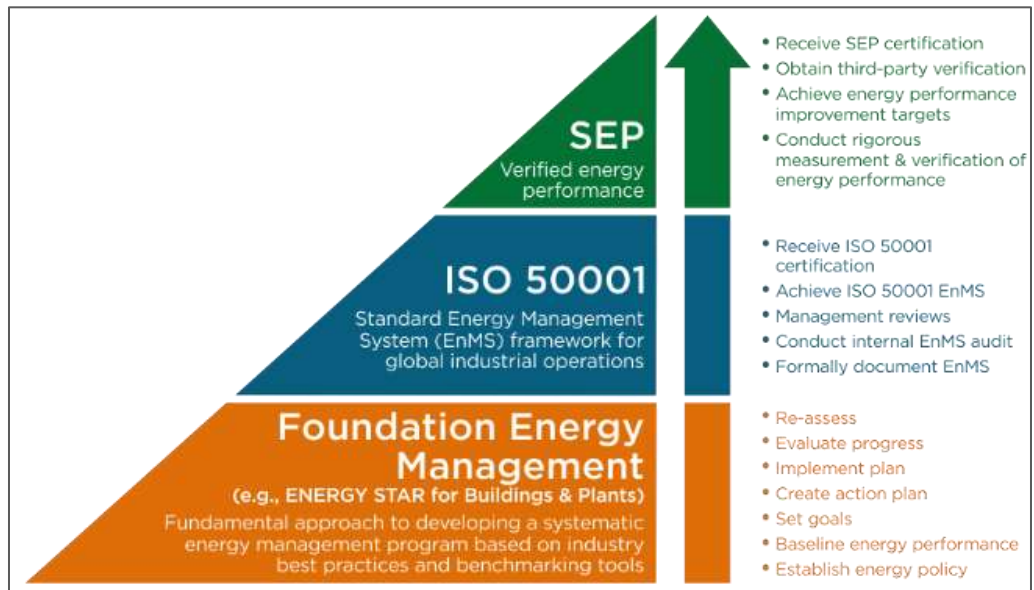 SEP
Verified energy
performance
• Receive SEP certification
• Obtain third-party verification
• Achieve energy performance
improvement targets
• Conduct rigorous
measurement & verification of
energy performance
ISO 50001
Standard Energy Management
System (EnMS) framework for
global industrial operations
• Receive ISO 50001
certification
• Achieve ISO 50001 EnMS
• Management reviews
• Conduct internal EnMS audit
• Formally document EnMS
Foundation Energy
Management
(e.g., ENERGY STAR for Buildings & Plants)
Fundamental approach to developing a systematic
energy management program based on industry
best practices and benchmarking tools
• Re-assess
• Evaluate progress
• Implement plan
• Create action plan
• Set goals
• Baseline energy performance
• Establish energy policy